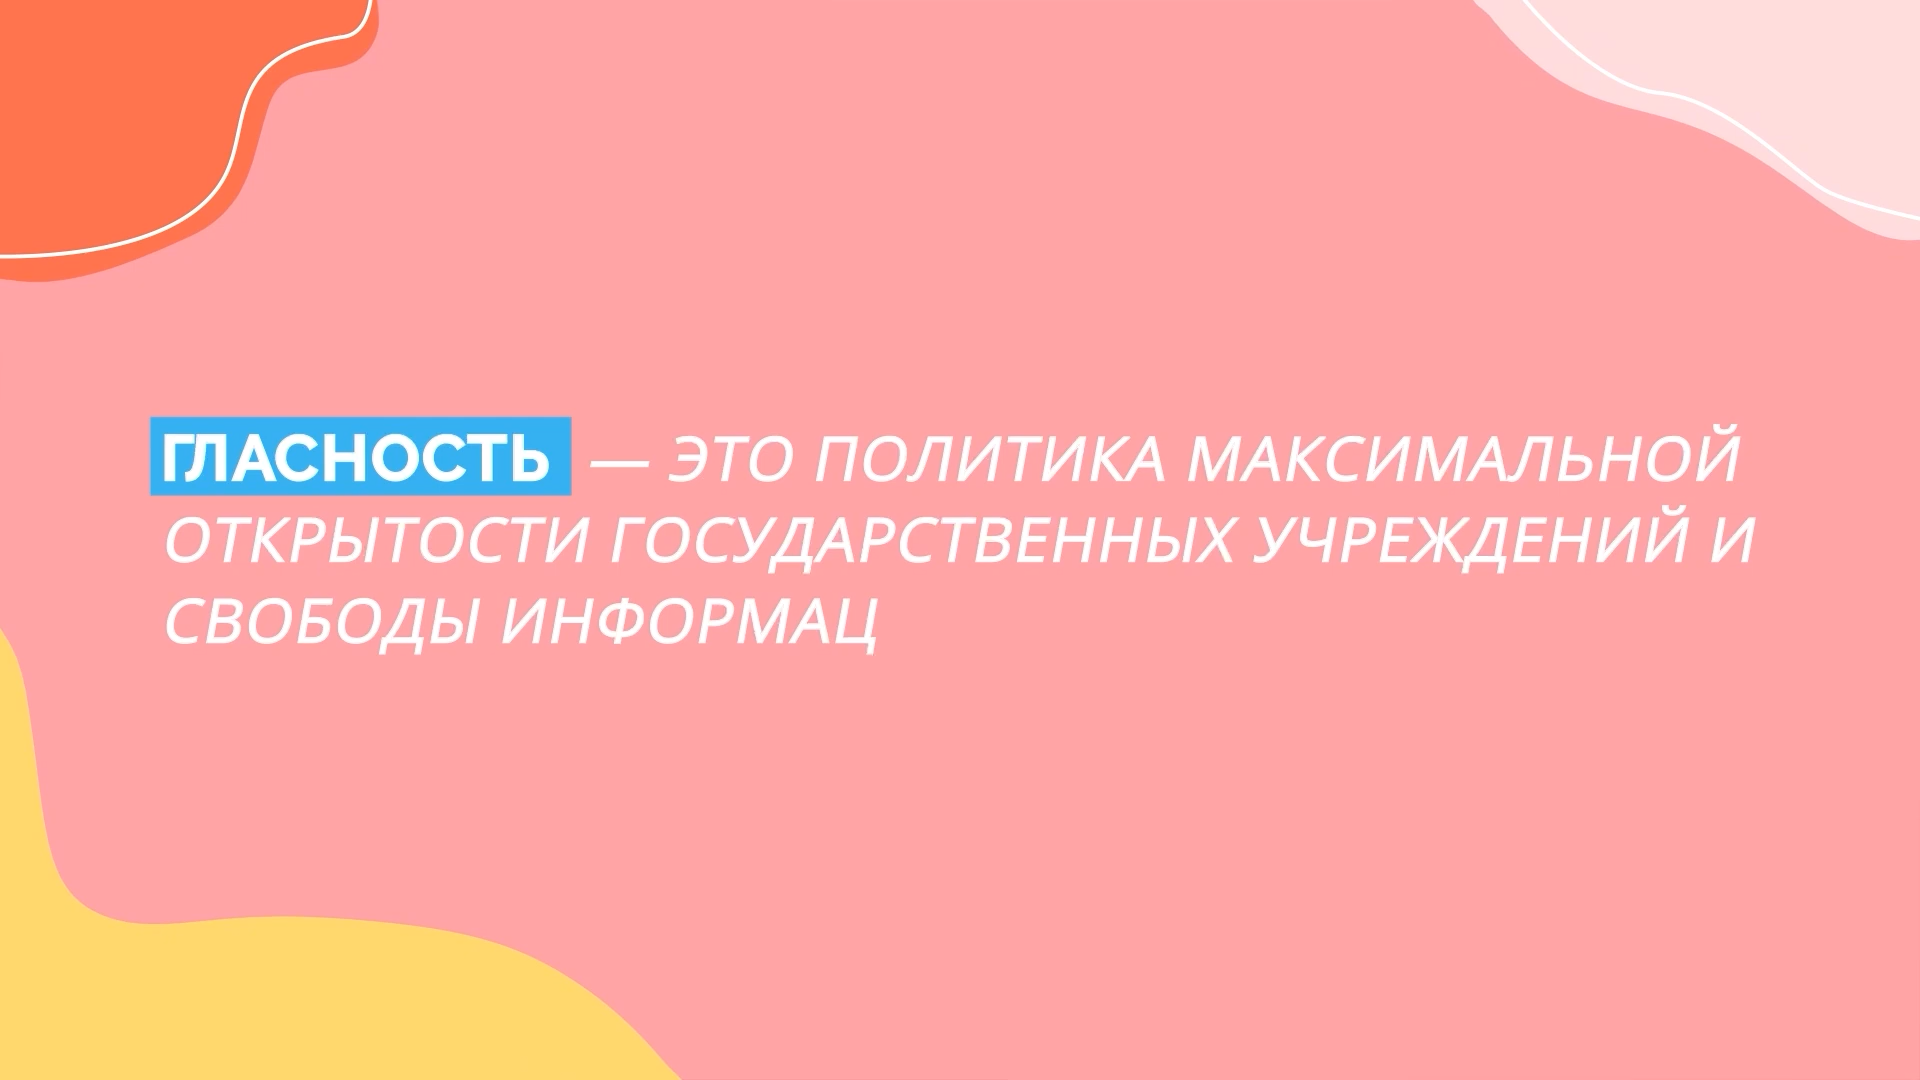 ГЛАСНОСТЬ — ЭТО ПОЛИТИКА МАКСИМАЛЬНОЙ
ОТКРЫТОСТИ ГОСУДАРСТВЕННЫХ УЧРЕЖДЕНИЙ И
СВОБОДЫ ИНФОРМАЦ